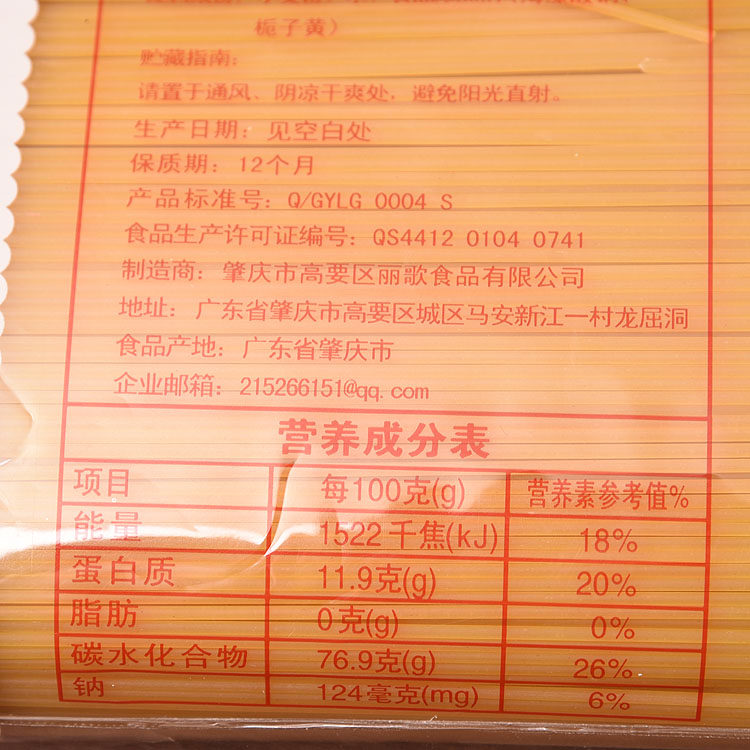 栀子黄）
贮藏指南：
请置于通风、阴凉干爽处，避免阳光直射。
生产日期：见空白处
保质期：12个月
产品标准号：Q/GYLG 0004 S
食品生产许可证编号：QS4412 0104 0741
制造商：肇庆市高要区丽歌食品有限公司
地址：广东省肇庆市高要区城区马安新江一村龙屈洞
食品产地：广东省肇庆市
企业邮箱：215266151@qq.com
营养成分表
项目 每100克(g) 营养素参考值%
能量 1522千焦(kJ) 18%
蛋白质 11.9克(g) 20%
脂肪 0克(g) 0%
碳水化合物 76.9克(g) 26%
钠 124毫克(mg) 6%